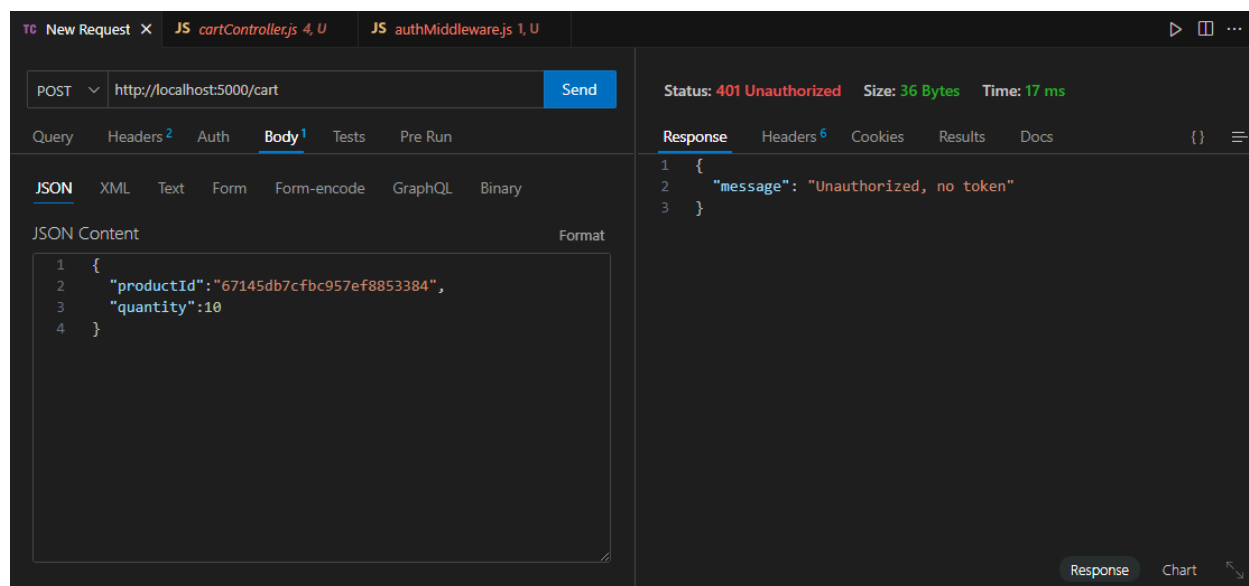 TC New Request × JS cartController.js 4, U JS authMiddleware.js 1, U
POST http://localhost:5000/cart Send
Query Headers 2 Auth Body 1 Tests Pre Run
JSON XML Text Form Form-encode GraphQL Binary
JSON Content Format
1 {
2 "productId":"67145db7cfbc957ef8853384",
3 "quantity":10
4 }
Status: 401 Unauthorized Size: 36 Bytes Time: 17 ms
Response Headers 6 Cookies Results Docs {}
1 {
2 "message": "Unauthorized, no token"
3 }
Response Chart